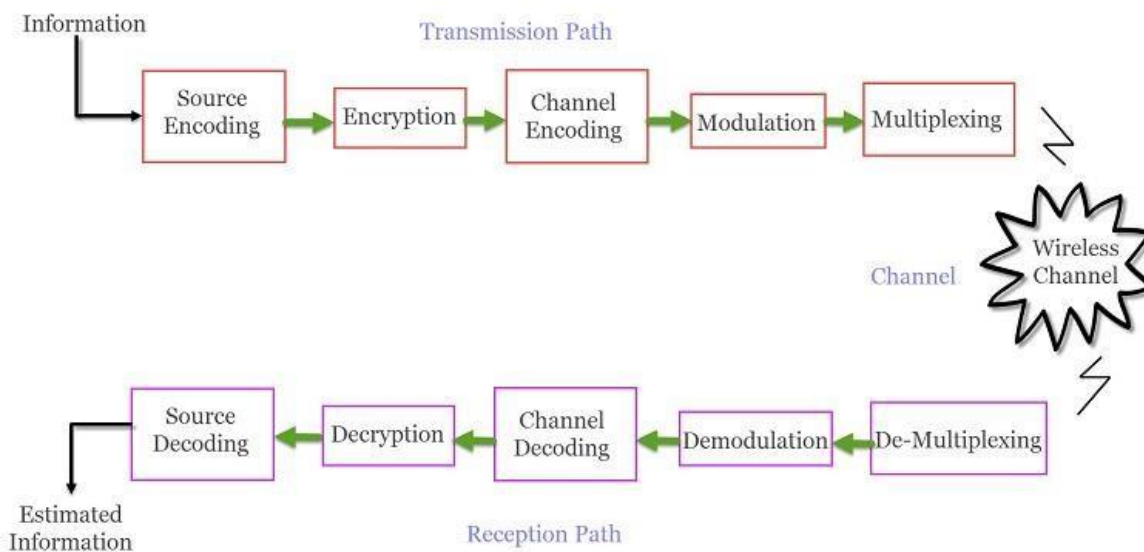 Information
Transmission Path
Source
Encoding
Encryption
Channel
Encoding
Modulation
Multiplexing
Wireless
Channel
Channel
Source
Decoding
Decryption
Channel
Decoding
Demodulation
De-Multiplexing
Estimated
Information
Reception Path